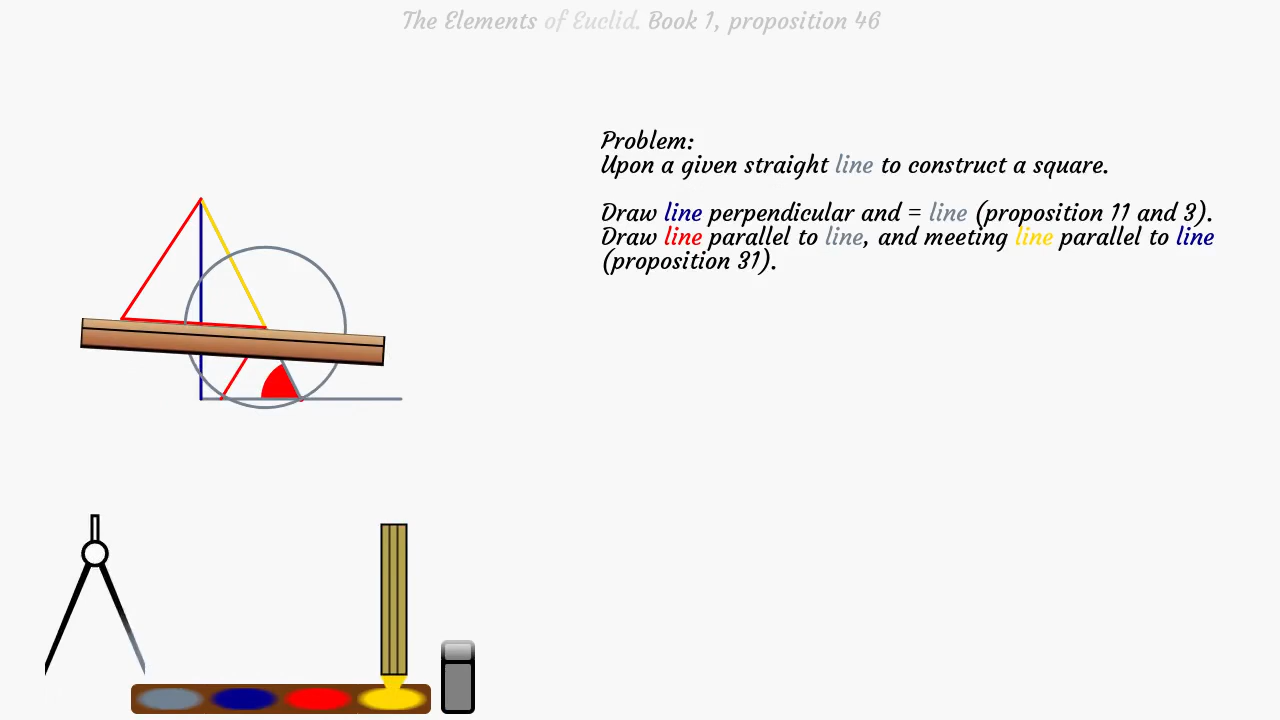 The Elements of Euclid. Book 1, proposition 46
Problem:
Upon a given straight line to construct a square.
Draw line perpendicular and = line (proposition 11 and 3).
Draw line parallel to line, and meeting line parallel to line
(proposition 31).